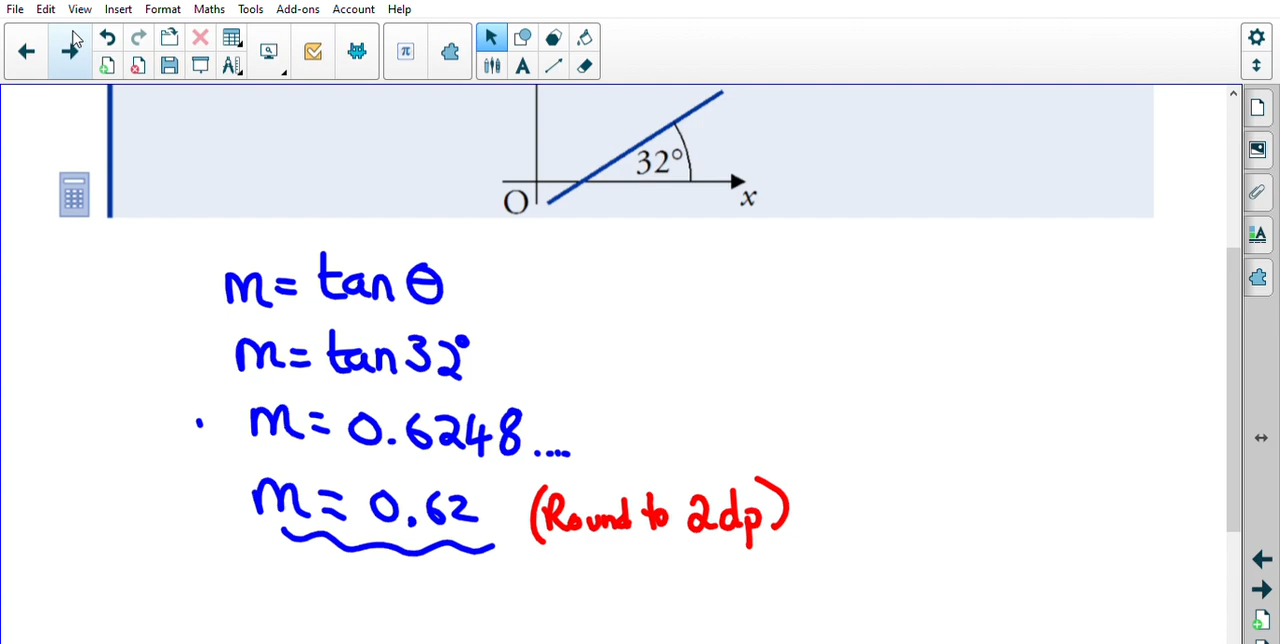 File Edit View Insert Format Maths Tools Add-ons Account Help
π
A
A
32°
O
x
m = tan θ
m = tan 32°
. m = 0.6248....
m = 0.62 (Round to 2dp)